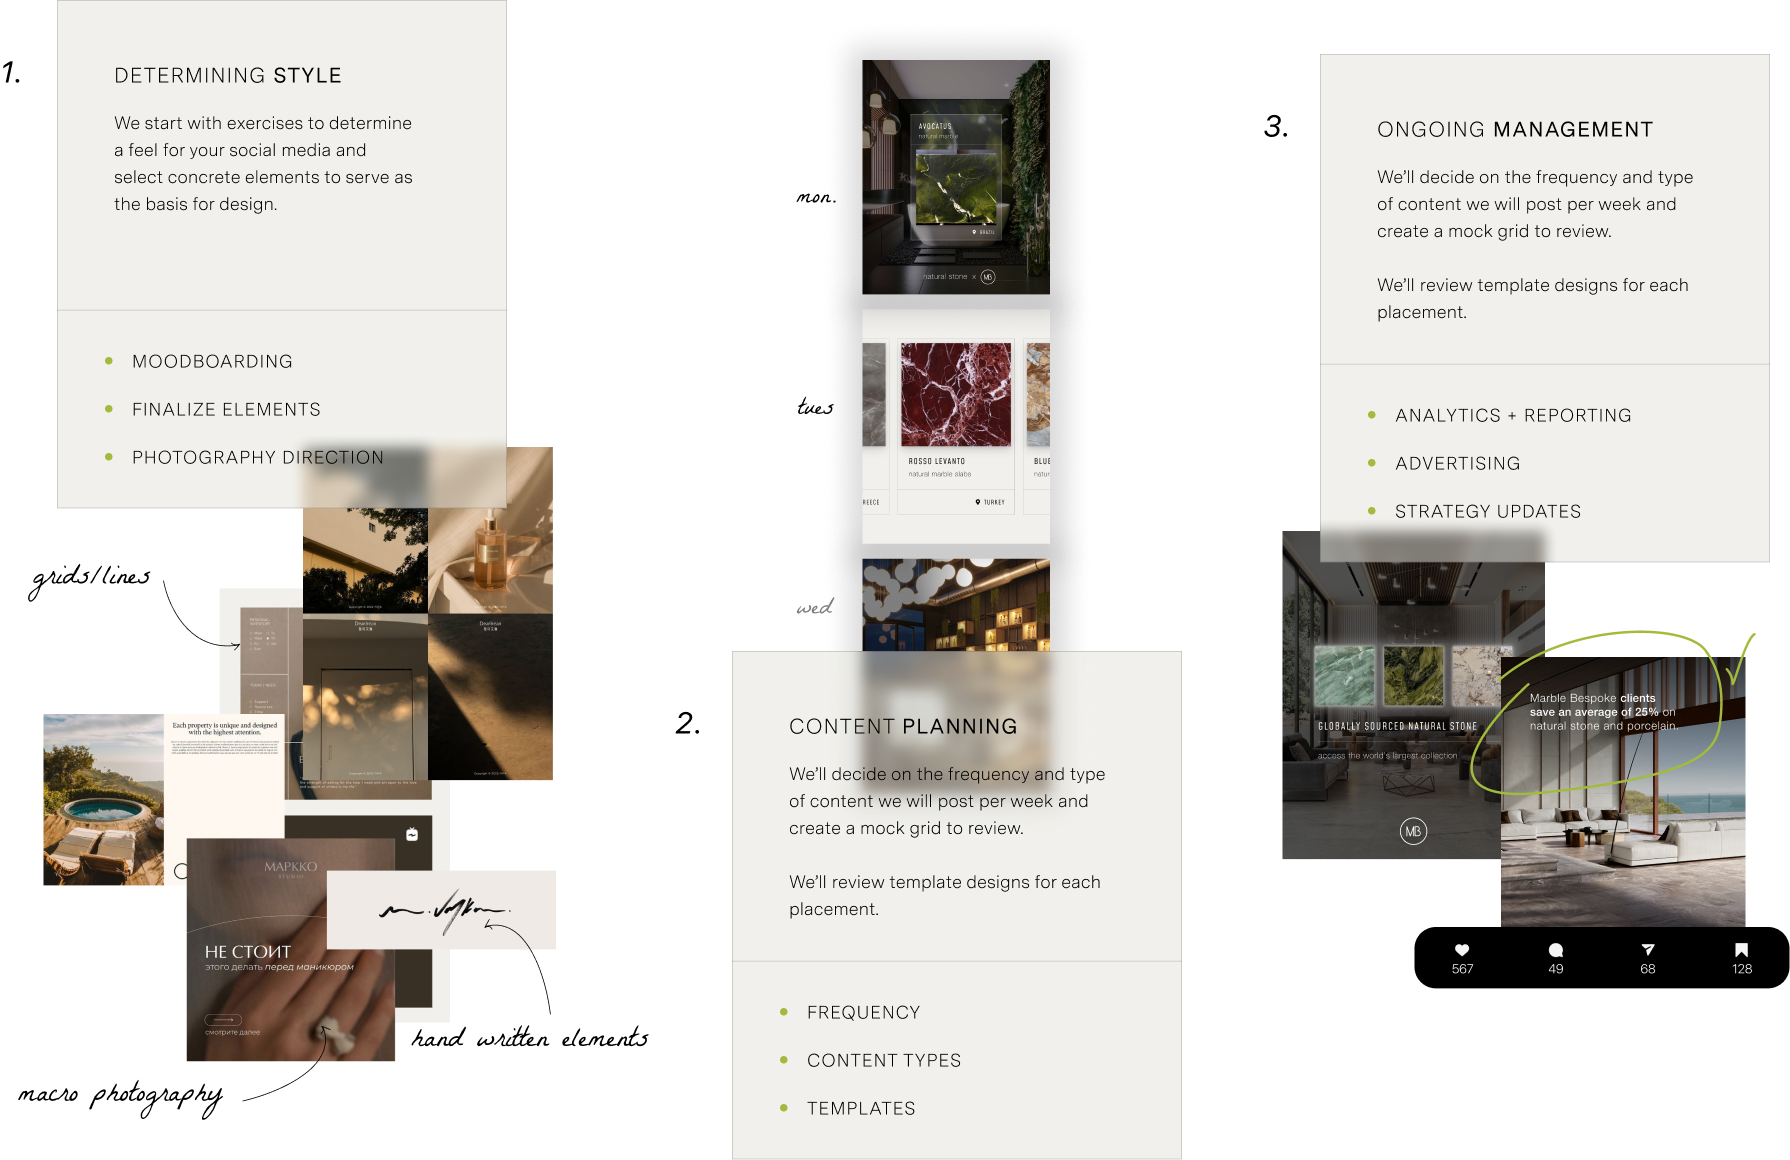 1.
DETERMINING STYLE
We start with exercises to determine
a feel for your social media and
select concrete elements to serve as
the basis for design.
MOODBOARDING
FINALIZE ELEMENTS
PHOTOGRAPHY DIRECTION
grids/lines
Each property is unique and designed
with the highest attention.
МАРККО
НЕ СТОИТ
этого делать перед маникюром
смотрите далее
hand written elements
macro photography
mon.
AVOCATUS
natural marble
BRAZIL
natural stone x MB
tues
ROSSO LEVANTO
natural marble slabs
TURKEY
REECE
BLUE
natur
wed
2.
CONTENT PLANNING
We'll decide on the frequency and type
of content we will post per week and
create a mock grid to review.
We'll review template designs for each
placement.
FREQUENCY
CONTENT TYPES
TEMPLATES
3.
ONGOING MANAGEMENT
We'll decide on the frequency and type
of content we will post per week and
create a mock grid to review.
We'll review template designs for each
placement.
ANALYTICS + REPORTING
ADVERTISING
STRATEGY UPDATES
GLOBALLY SOURCED NATURAL STONE
access the world's largest collection
MB
Marble Bespoke clients
save an average of 25% on
natural stone and porcelain.
567
49
68
128